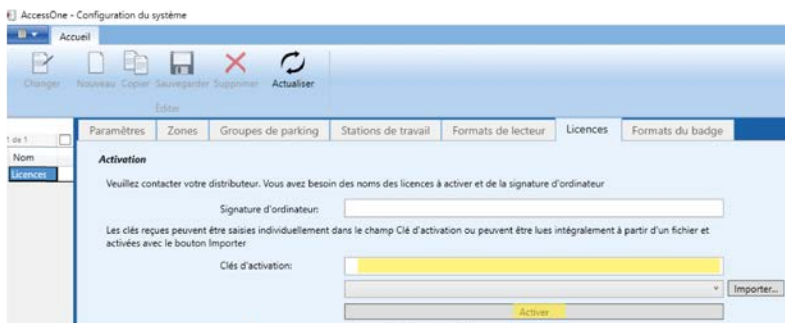 AccessOne - Configuration du système
Accueil
Changer Nouveau Copier Sauvegarder Supprimer Actualiser
Éditer
1 de 1
Paramètres Zones Groupes de parking Stations de travail Formats de lecteur Licences Formats du badge
Nom
Licences
Activation
Veuillez contacter votre distributeur. Vous avez besoin des noms des licences à activer et de la signature d'ordinateur
Signature d'ordinateur:
Les clés reçues peuvent être saisies individuellement dans le champ Clé d'activation ou peuvent être lues intégralement à partir d'un fichier et
activées avec le bouton Importer
Clés d'activation:
Importer...
Activer